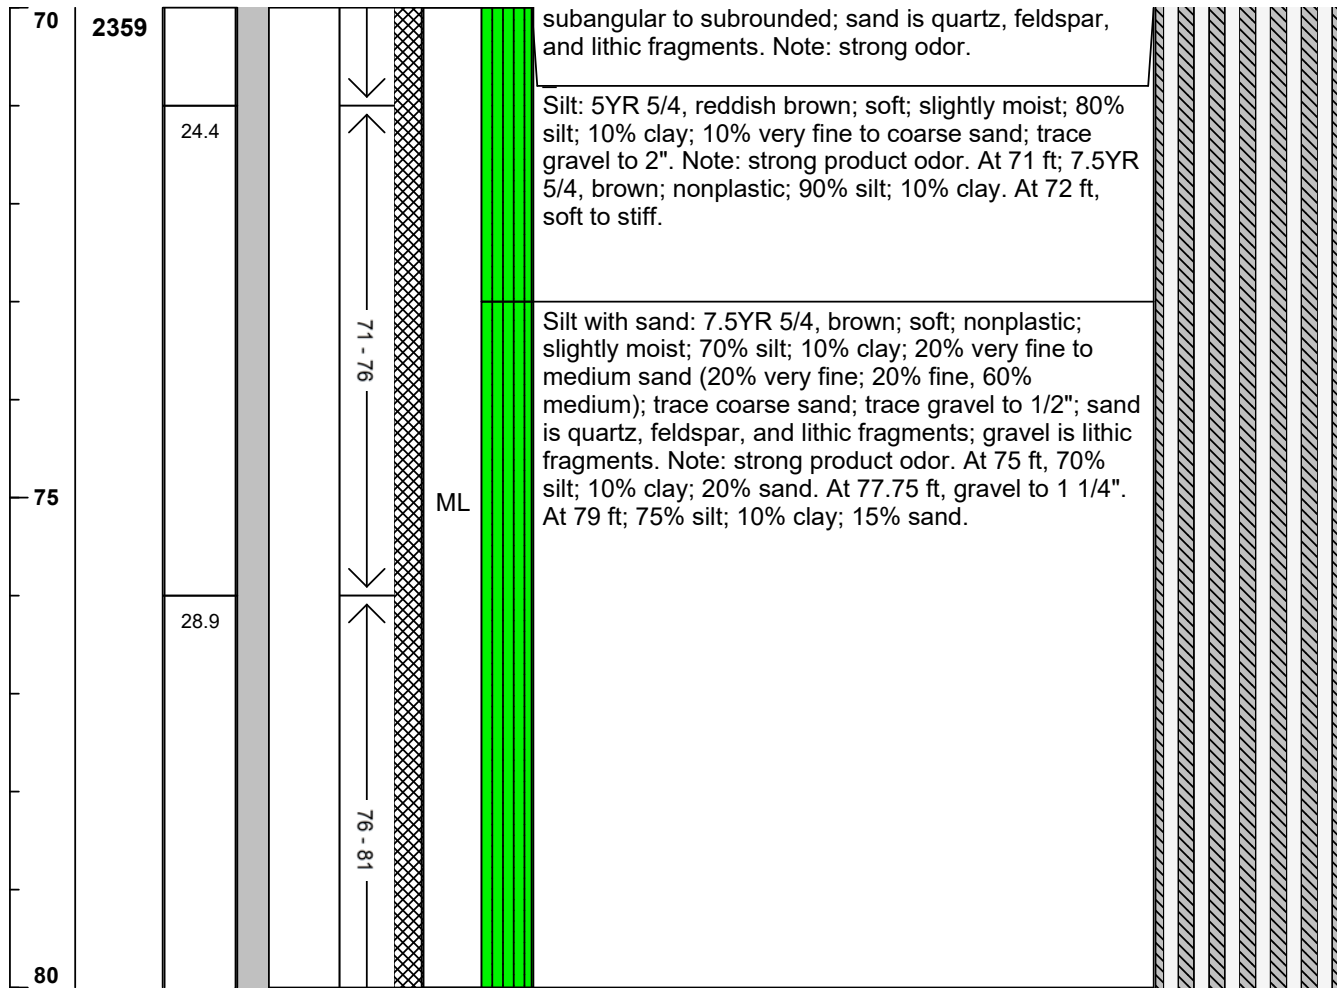 70
2359
subangular to subrounded; sand is quartz, feldspar,
and lithic fragments. Note: strong odor.
Silt: 5YR 5/4, reddish brown; soft; slightly moist; 80%
silt; 10% clay; 10% very fine to coarse sand; trace
gravel to 2". Note: strong product odor. At 71 ft; 7.5YR
5/4, brown; nonplastic; 90% silt; 10% clay. At 72 ft,
soft to stiff.
24.4
71 - 76
Silt with sand: 7.5YR 5/4, brown; soft; nonplastic;
slightly moist; 70% silt; 10% clay; 20% very fine to
medium sand (20% very fine; 20% fine, 60%
medium); trace coarse sand; trace gravel to 1/2"; sand
is quartz, feldspar, and lithic fragments; gravel is lithic
fragments. Note: strong product odor. At 75 ft, 70%
silt; 10% clay; 20% sand. At 77.75 ft, gravel to 1 1/4".
At 79 ft; 75% silt; 10% clay; 15% sand.
75
ML
28.9
76 - 81
80